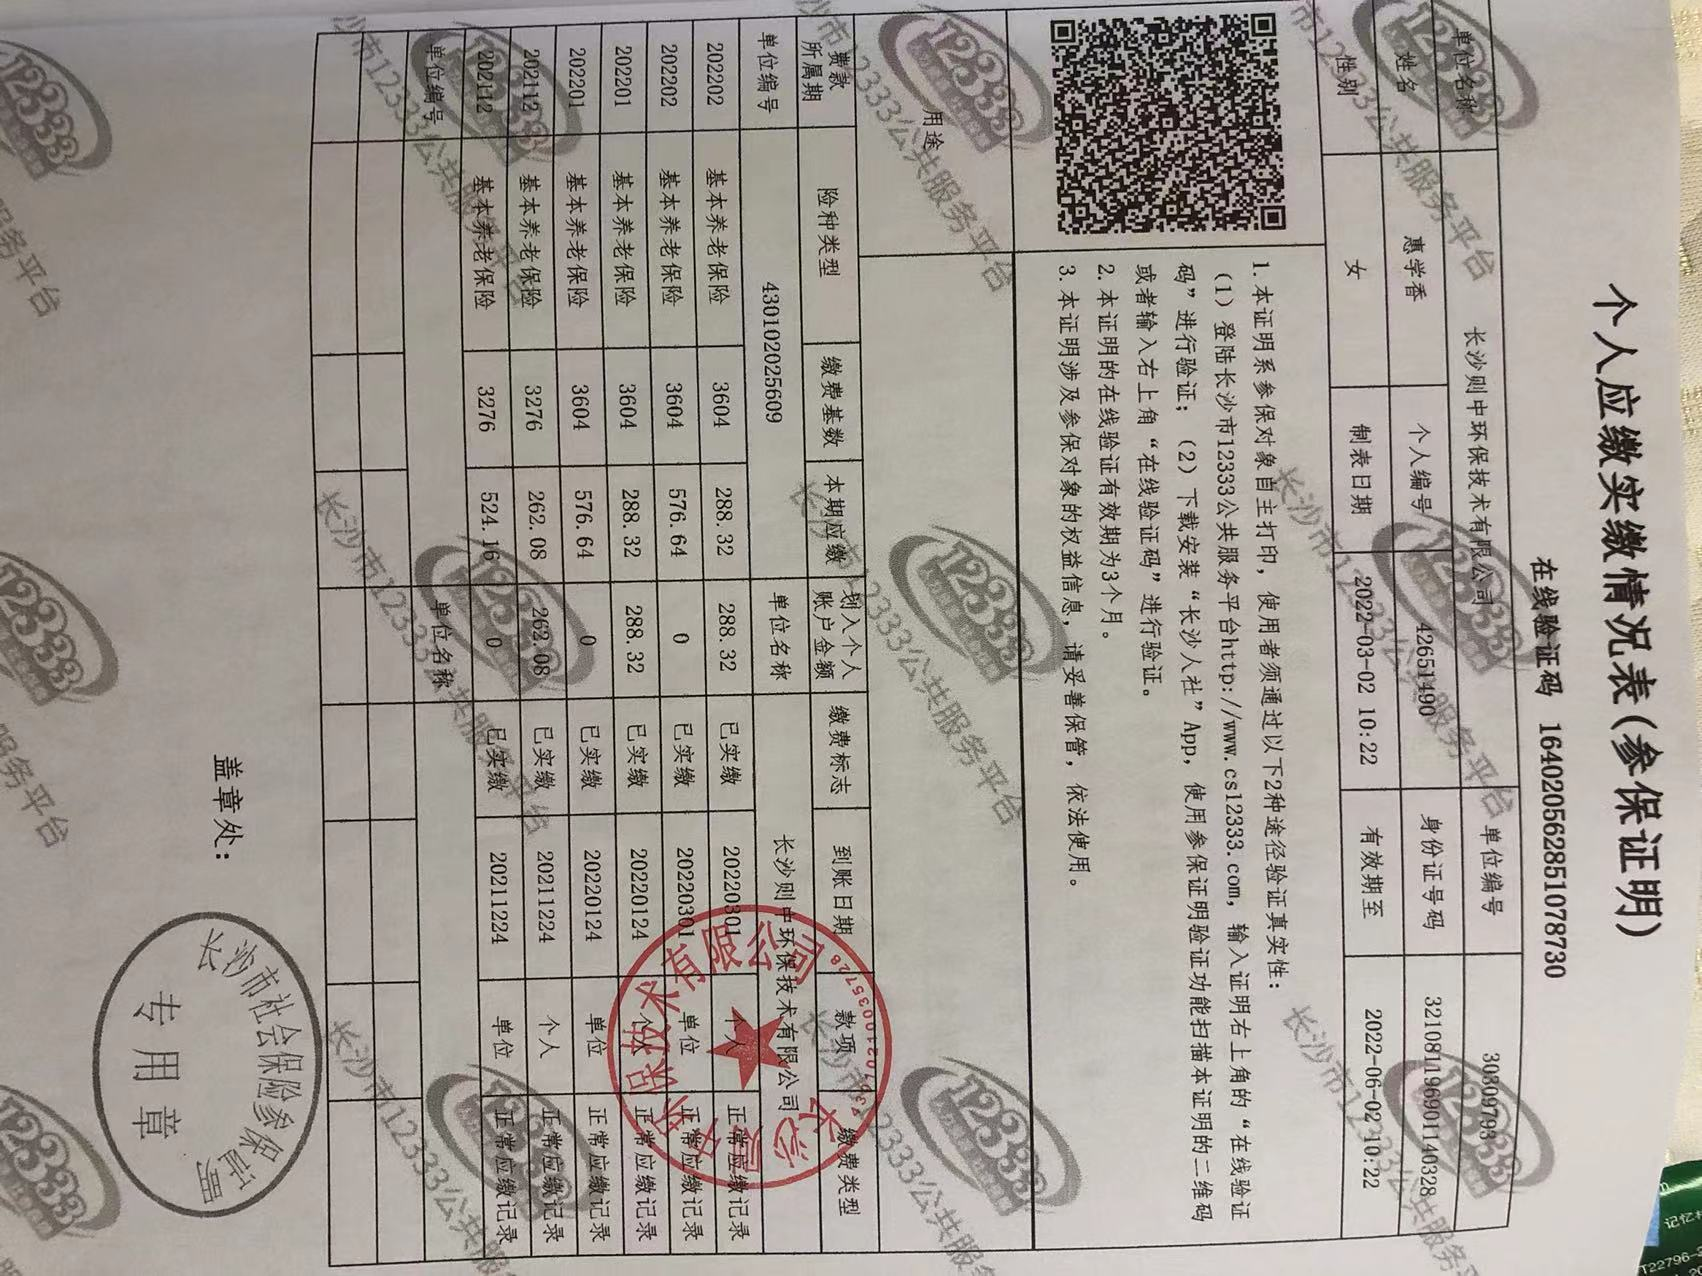 个人应缴实缴情况表(参保证明)
在线验证码 16402056285107873​0
单位名称 长沙则中环保技术有限公司 单位编号 30309793
姓名 惠学香 个人编号 42651490 身份证号码 321081196901140328
性别 女 制表日期 2022-03-02 10:22 有效期至 2022-06-02 10:22
1.本证明系参保对象自主打印，使用者须通过以下2种途径验证真实性：
（1）登陆长沙市12333公共服务平台http://www.cs12333.com，输入证明右上角的“在线验证
码”进行验证；（2）下载安装“长沙人社”App，使用参保证明验证功能扫描本证明的二维码
或者输入右上角“在线验证码”进行验证。
2.本证明的在线验证有效期为3个月。
3.本证明涉及参保对象的权益信息，请妥善保管，依法使用。
用途
费款所属期 险种类型 缴费基数 本期应缴 划入个人账户金额 缴费标志 到账日期 款项 缴费类型
单位编号 430102025609 单位名称 长沙则中环保技术有限公司
202202 基本养老保险 3604 288.32 288.32 已实缴 20220301 个人 正常应缴记录
202202 基本养老保险 3604 576.64 0 已实缴 20220301 单位 正常应缴记录
202201 基本养老保险 3604 288.32 288.32 已实缴 20220124 个人 正常应缴记录
202201 基本养老保险 3604 576.64 0 已实缴 20220124 单位 正常应缴记录
202112 基本养老保险 3276 262.08 262.08 已实缴 20211224 个人 正常应缴记录
202112 基本养老保险 3276 524.16 0 已实缴 20211224 单位 正常应缴记录
单位编号 单位名称
盖章处：
长沙市社会保险参保证明
专用章
12333
长沙市12333公共服务平台